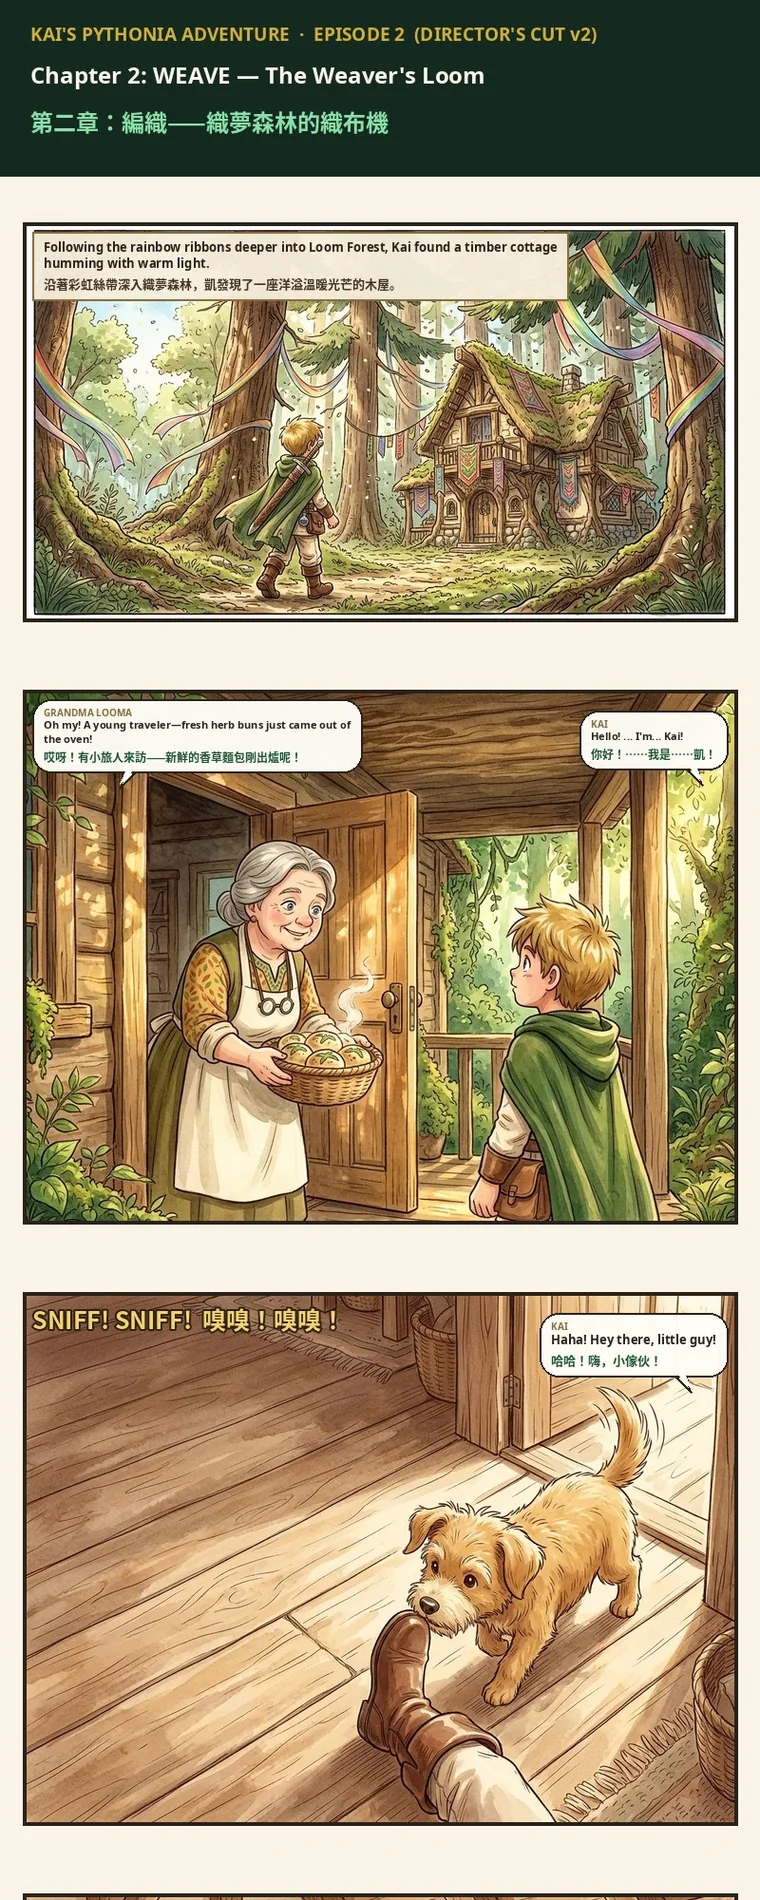 KAI'S PYTHONIA ADVENTURE · EPISODE 2 (DIRECTOR'S CUT v2)
Chapter 2: WEAVE — The Weaver's Loom
第二章：編織——織夢森林的織布機
Following the rainbow ribbons deeper into Loom Forest, Kai found a timber cottage
humming with warm light.
沿著彩虹絲帶深入織夢森林，凱發現了一座洋溢溫暖光芒的木屋。
GRANDMA LOOMA
Oh my! A young traveler—fresh herb buns just came out of
the oven!
哎呀！有小旅人來訪——新鮮的香草麵包剛出爐呢！
KAI
Hello! ... I'm... Kai!
你好！⋯⋯我是⋯⋯凱！
SNIFF! SNIFF! 嗅嗅！嗅嗅！
KAI
Haha! Hey there, little guy!
哈哈！嗨，小傢伙！